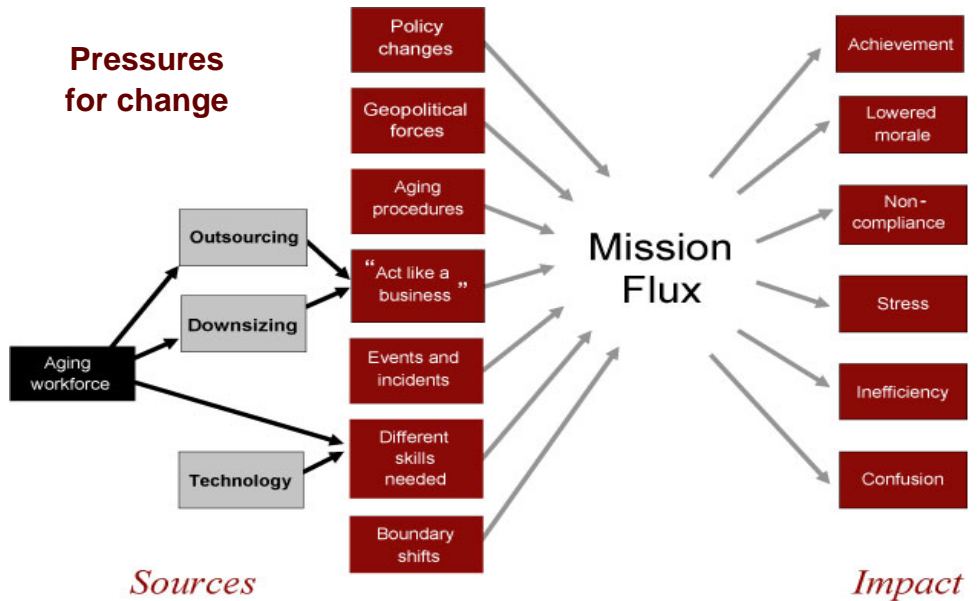 Pressures
for change
Policy
changes
Geopolitical
forces
Aging
procedures
“Act like a
business”
Events and
incidents
Different
skills
needed
Boundary
shifts
Outsourcing
Downsizing
Aging
workforce
Technology
Sources
Mission
Flux
Achievement
Lowered
morale
Non-
compliance
Stress
Inefficiency
Confusion
Impact